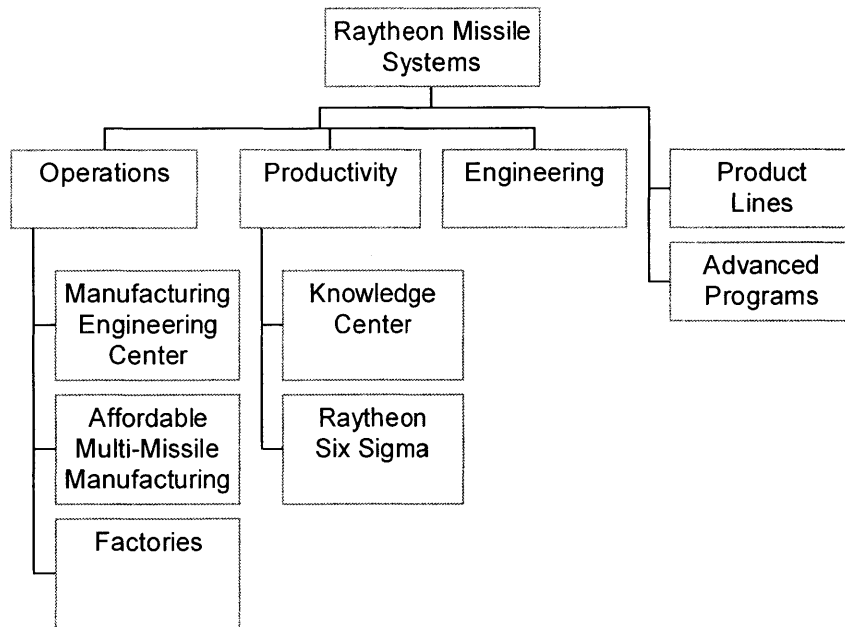 Raytheon Missile
Systems
Operations
Productivity
Engineering
Product
Lines
Advanced
Programs
Manufacturing
Engineering
Center
Knowledge
Center
Affordable
Multi-Missile
Manufacturing
Raytheon
Six Sigma
Factories